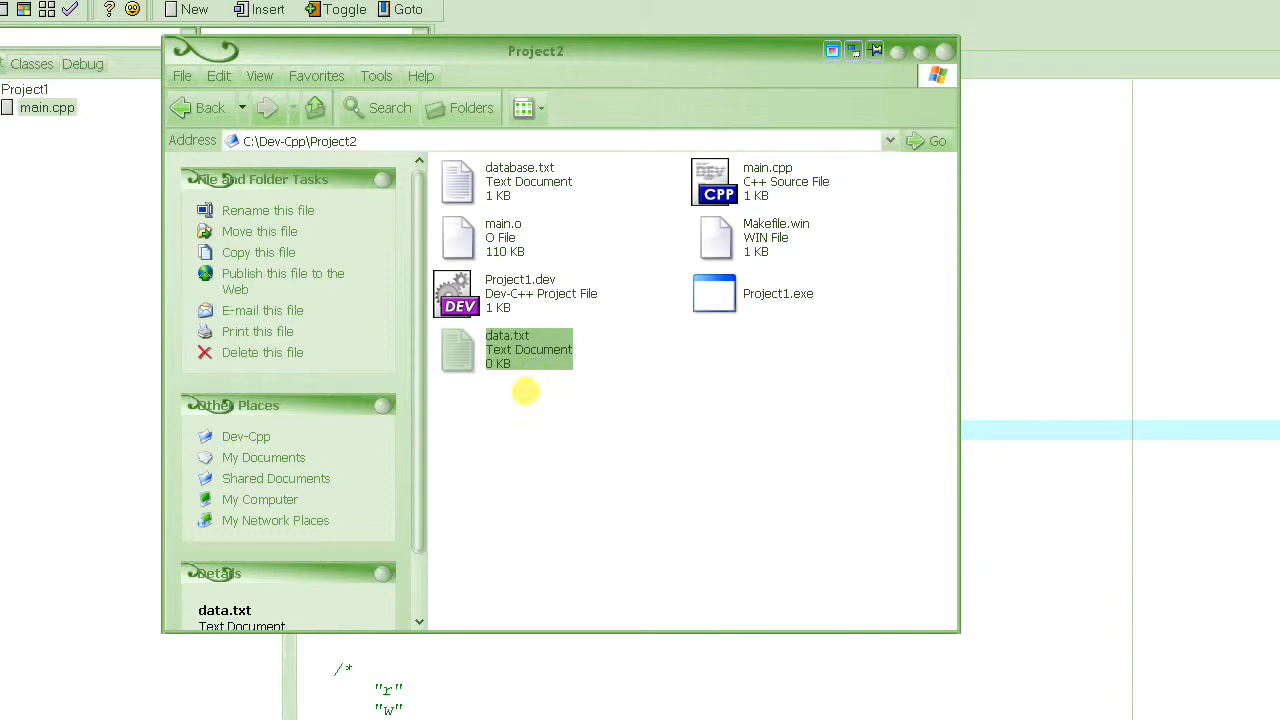 New Insert Toggle Goto
Classes Debug
Project1
main.cpp
Project2
File Edit View Favorites Tools Help
Back Search Folders
Address C:\Dev-Cpp\Project2 Go
File and Folder Tasks
Rename this file
Move this file
Copy this file
Publish this file to the
Web
E-mail this file
Print this file
Delete this file
Other Places
Dev-Cpp
My Documents
Shared Documents
My Computer
My Network Places
Details
data.txt
Text Document
database.txt
Text Document
1 KB
main.cpp
C++ Source File
1 KB
DEV
CPP
main.o
O File
110 KB
Makefile.win
WIN File
1 KB
Project1.dev
Dev-C++ Project File
1 KB
DEV
Project1.exe
data.txt
Text Document
0 KB
/*
"r"
"w"